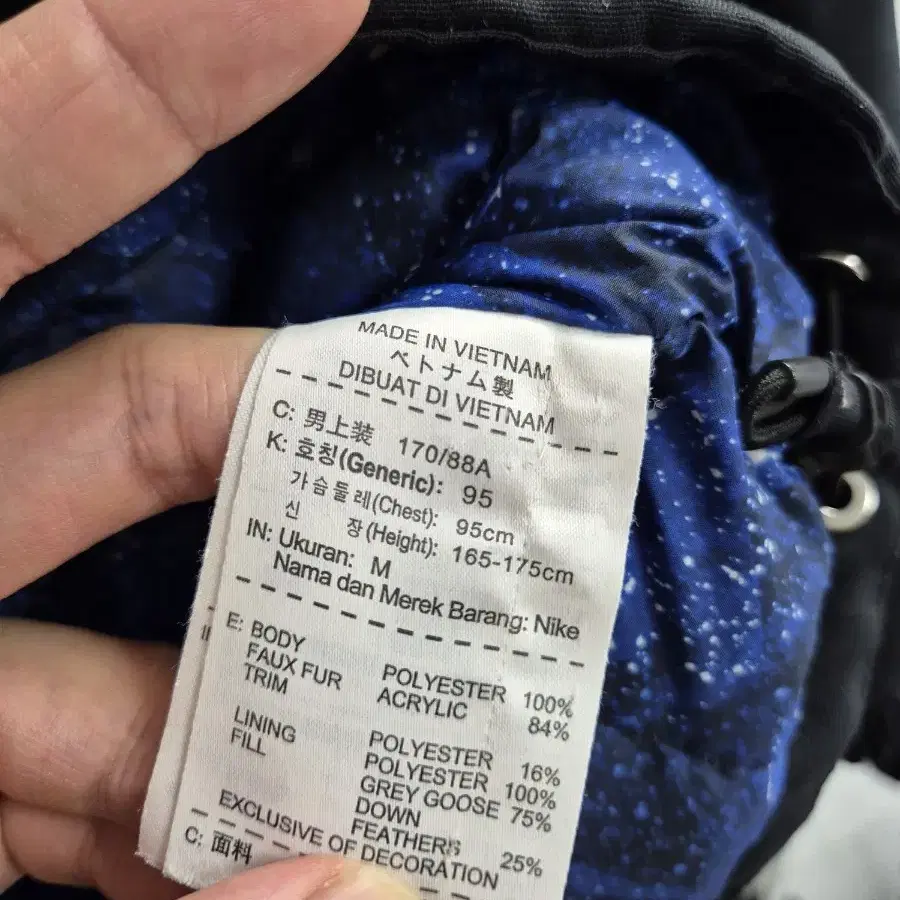 MADE IN VIETNAM
ベトナム製
DIBUAT DI VIETNAM
C: 男上装 170/88A
K: 호칭(Generic): 95
가슴둘레(Chest): 95cm
신 장(Height): 165-175cm
IN: Ukuran: M
Nama dan Merek Barang: Nike
E: BODY POLYESTER 100%
FAUX FUR ACRYLIC 84%
TRIM
POLYESTER 16%
LINING POLYESTER 100%
FILL GREY GOOSE 75%
DOWN
FEATHERS 25%
EXCLUSIVE OF DECORATION
C: 面料